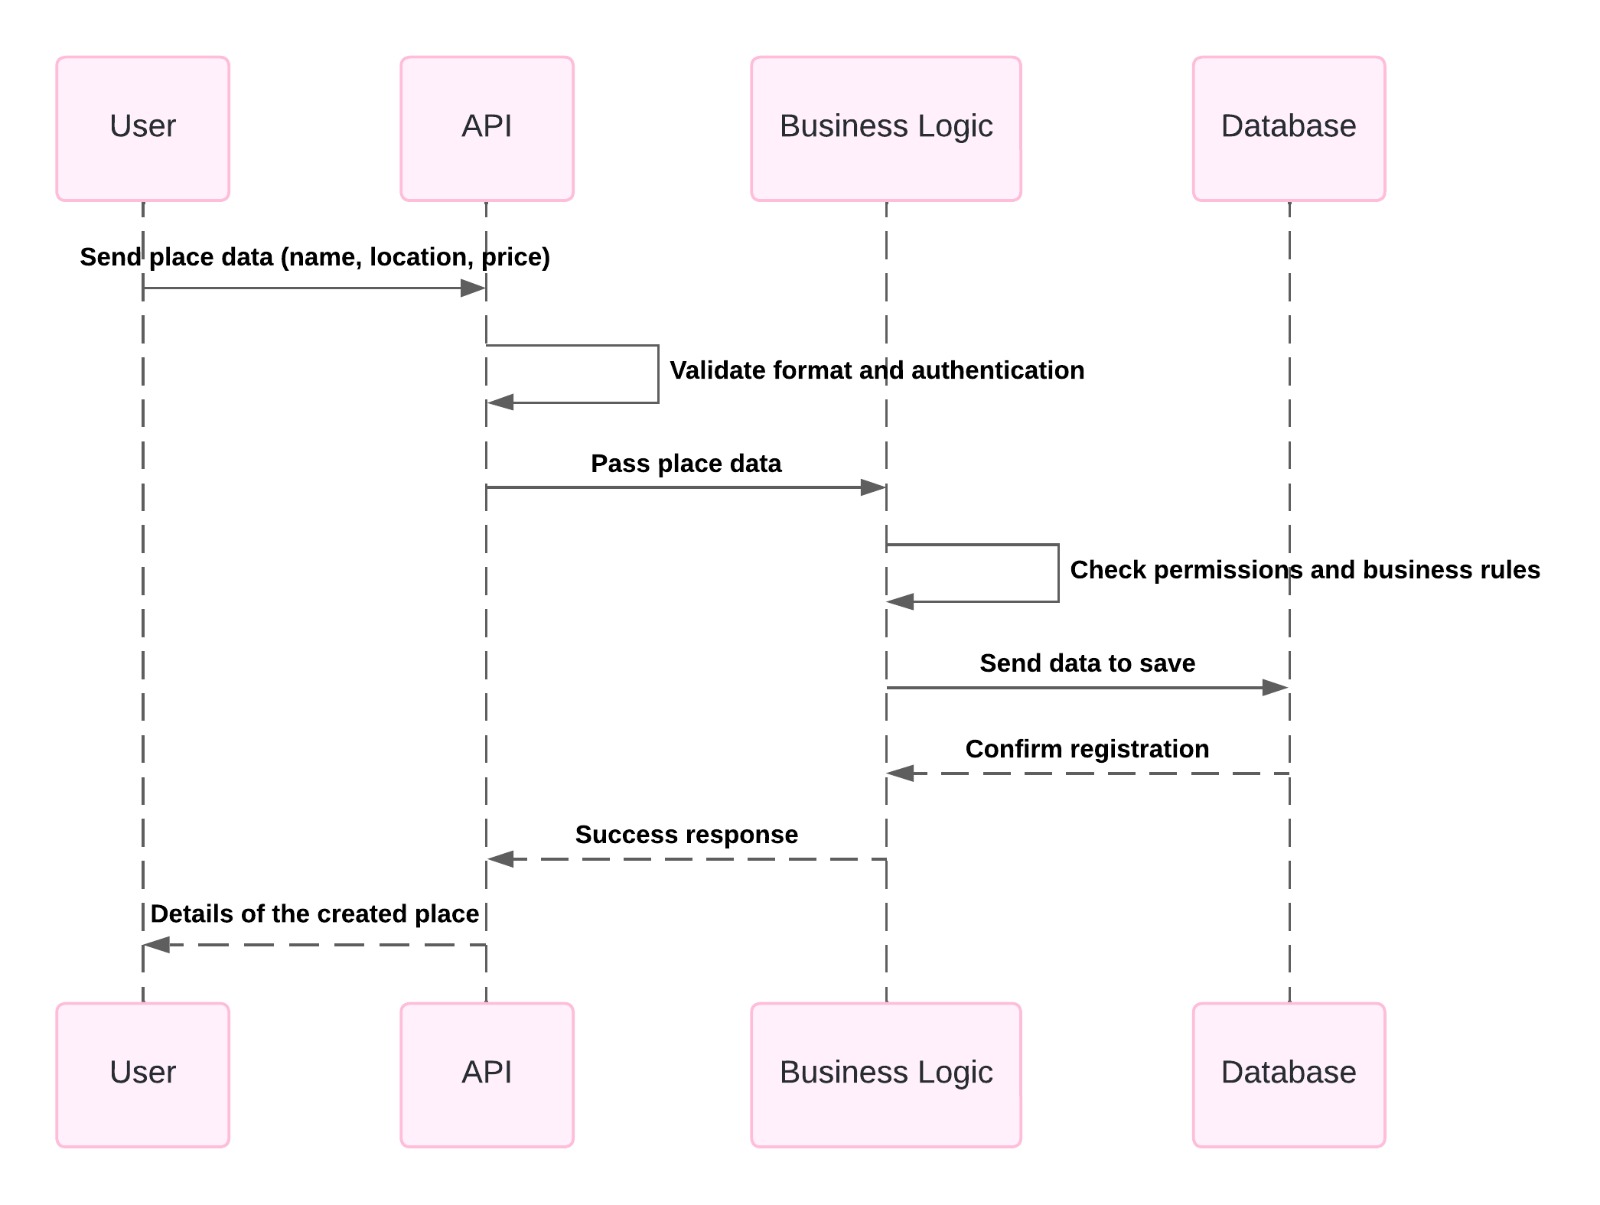 User
API
Business Logic
Database
Send place data (name, location, price)
Validate format and authentication
Pass place data
Check permissions and business rules
Send data to save
Confirm registration
Success response
Details of the created place
User
API
Business Logic
Database